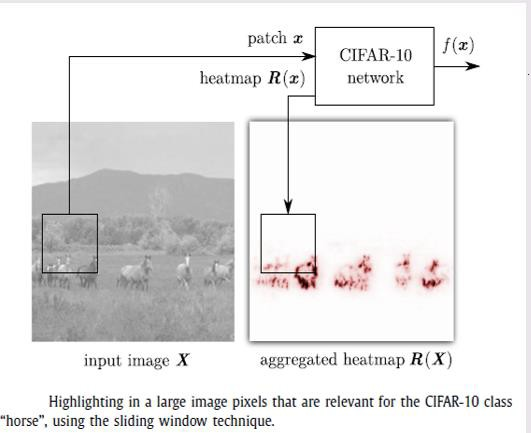 patch x
heatmap R(x)
CIFAR-10
network
f(x)
input image X
aggregated heatmap R(X)
Highlighting in a large image pixels that are relevant for the CIFAR-10 class
“horse”, using the sliding window technique.